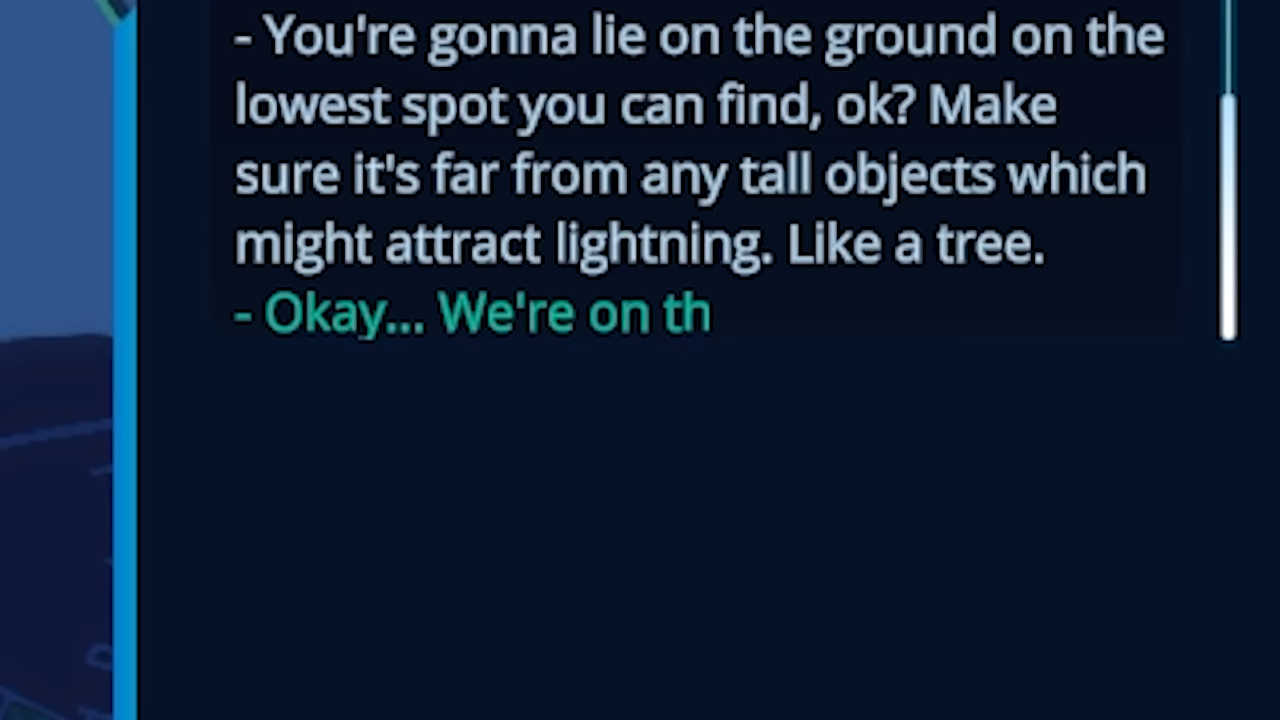 - You're gonna lie on the ground on the
lowest spot you can find, ok? Make
sure it's far from any tall objects which
might attract lightning. Like a tree.
- Okay... We're on th